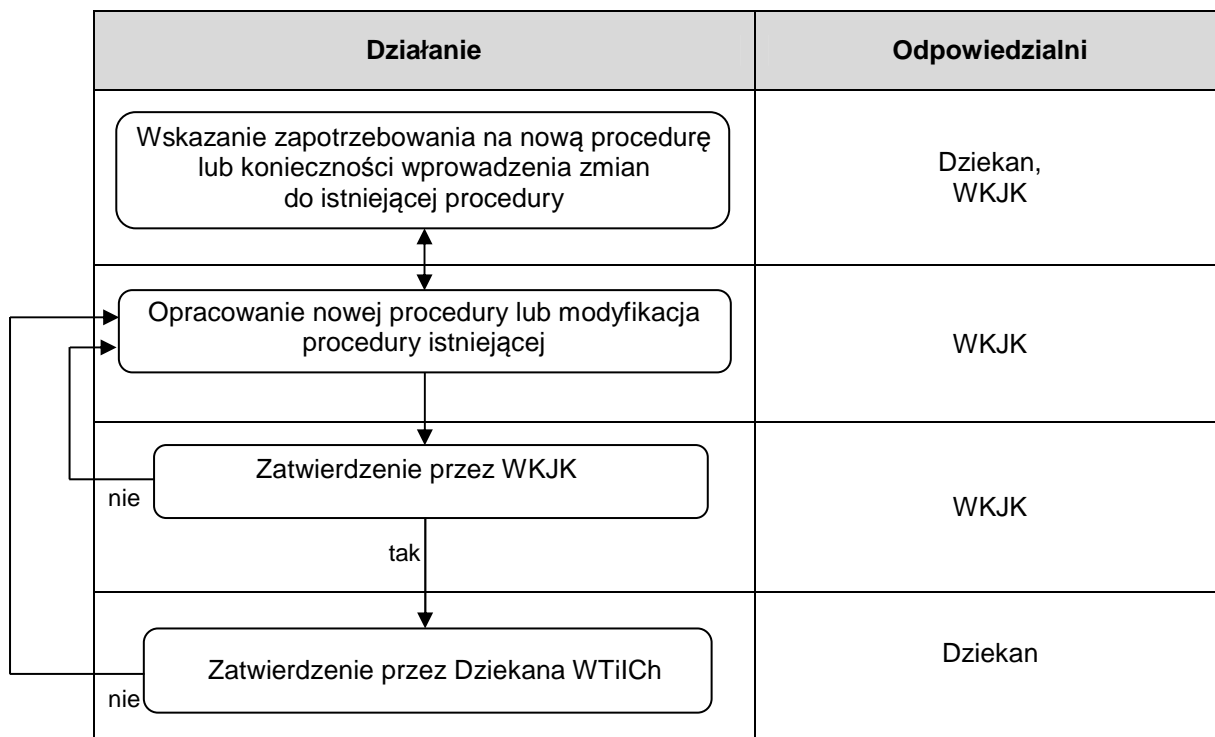 Działanie
Odpowiedzialni
Wskazanie zapotrzebowania na nową procedurę
lub konieczności wprowadzenia zmian
do istniejącej procedury
Dziekan,
WKJK
Opracowanie nowej procedury lub modyfikacja
procedury istniejącej
WKJK
Zatwierdzenie przez WKJK
nie
WKJK
tak
Zatwierdzenie przez Dziekana WTiICh
nie
Dziekan